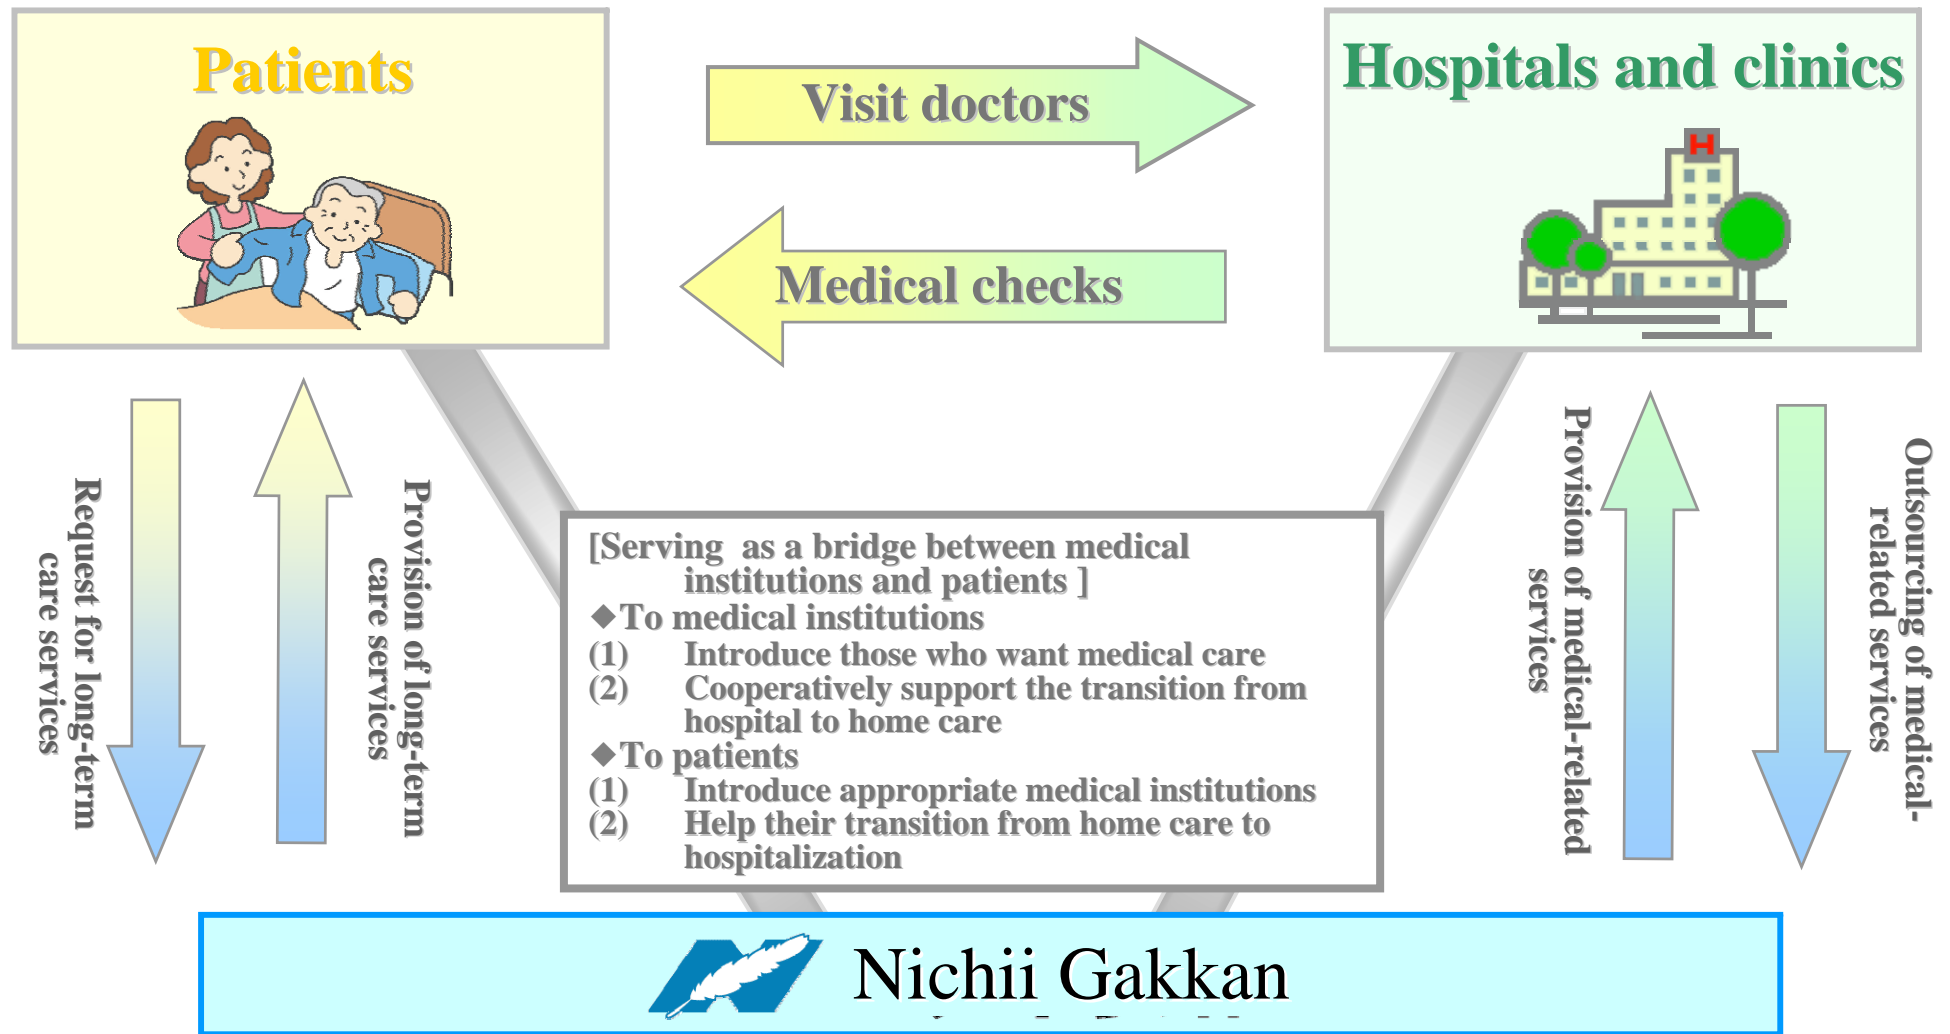 Patients
Visit doctors
Hospitals and clinics
H
Medical checks
Request for long-term
care services
Provision of long-term
care services
[Serving as a bridge between medical
institutions and patients ]
◆To medical institutions
(1) Introduce those who want medical care
(2) Cooperatively support the transition from
hospital to home care
◆To patients
(1) Introduce appropriate medical institutions
(2) Help their transition from home care to
hospitalization
Provision of medical-related
services
Outsourcing of medical-
related services
Nichii Gakkan